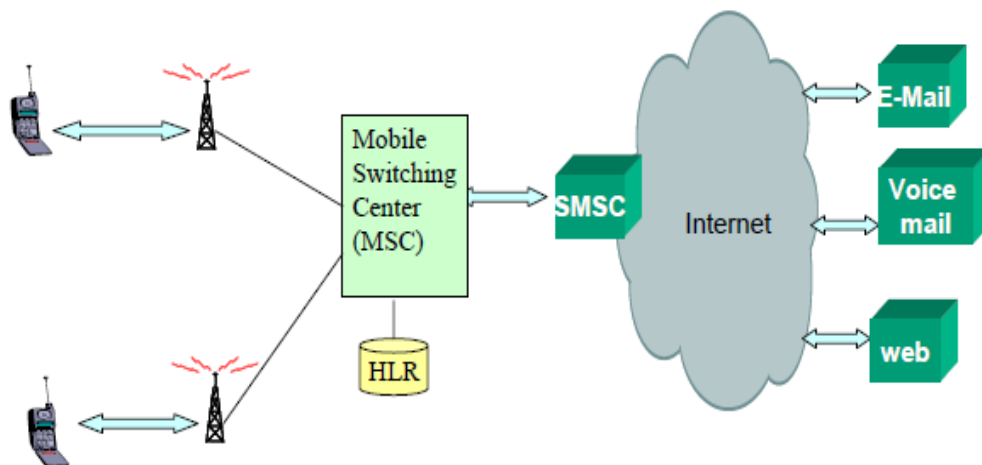 Mobile
Switching
Center
(MSC)
HLR
SMSC
Internet
E-Mail
Voice
mail
web